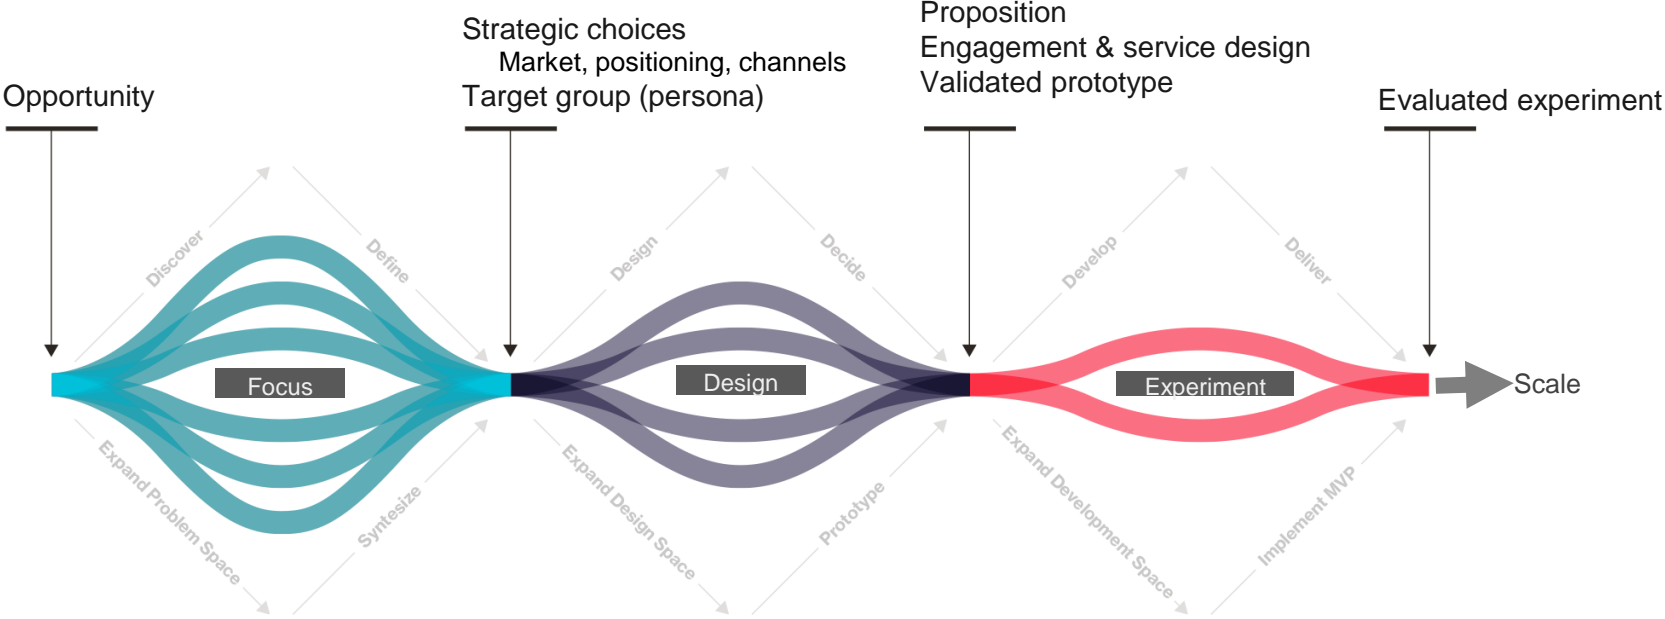 Opportunity
Strategic choices
Market, positioning, channels
Target group (persona)
Proposition
Engagement & service design
Validated prototype
Evaluated experiment
Discover
Define
Design
Decide
Develop
Deliver
Focus
Design
Experiment
Scale
Expand Problem Space
Syntesize
Expand Design Space
Prototype
Expand Development Space
Implement MVP